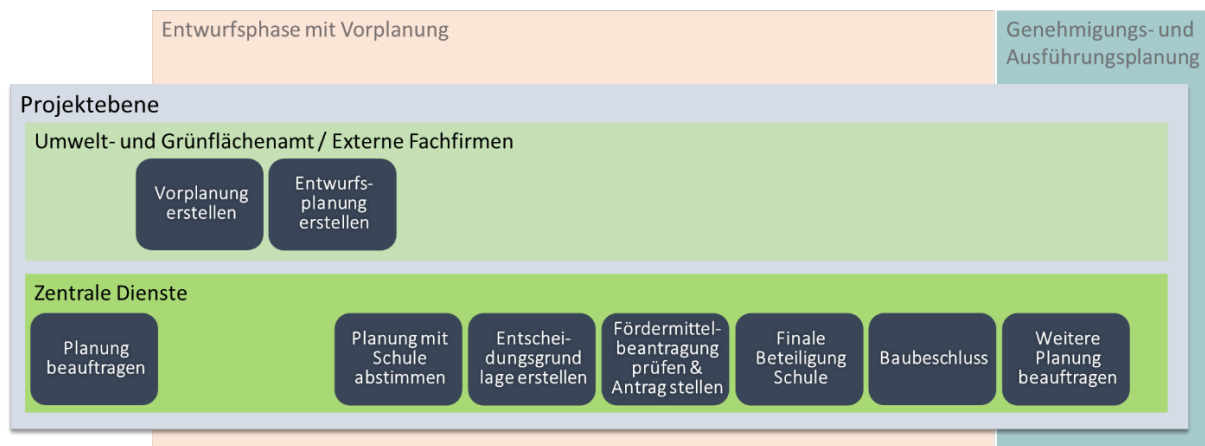 Entwurfsphase mit Vorplanung
Genehmigungs- und
Ausführungsplanung
Projektebene
Umwelt- und Grünflächenamt / Externe Fachfirmen
Vorplanung
erstellen
Entwurfs-
planung
erstellen
Zentrale Dienste
Planung
beauftragen
Planung mit
Schule
abstimmen
Entschei-
dungsgrund
lage erstellen
Fördermittel-
beantragung
prüfen &
Antrag stellen
Finale
Beteiligung
Schule
Baubeschluss
Weitere
Planung
beauftragen